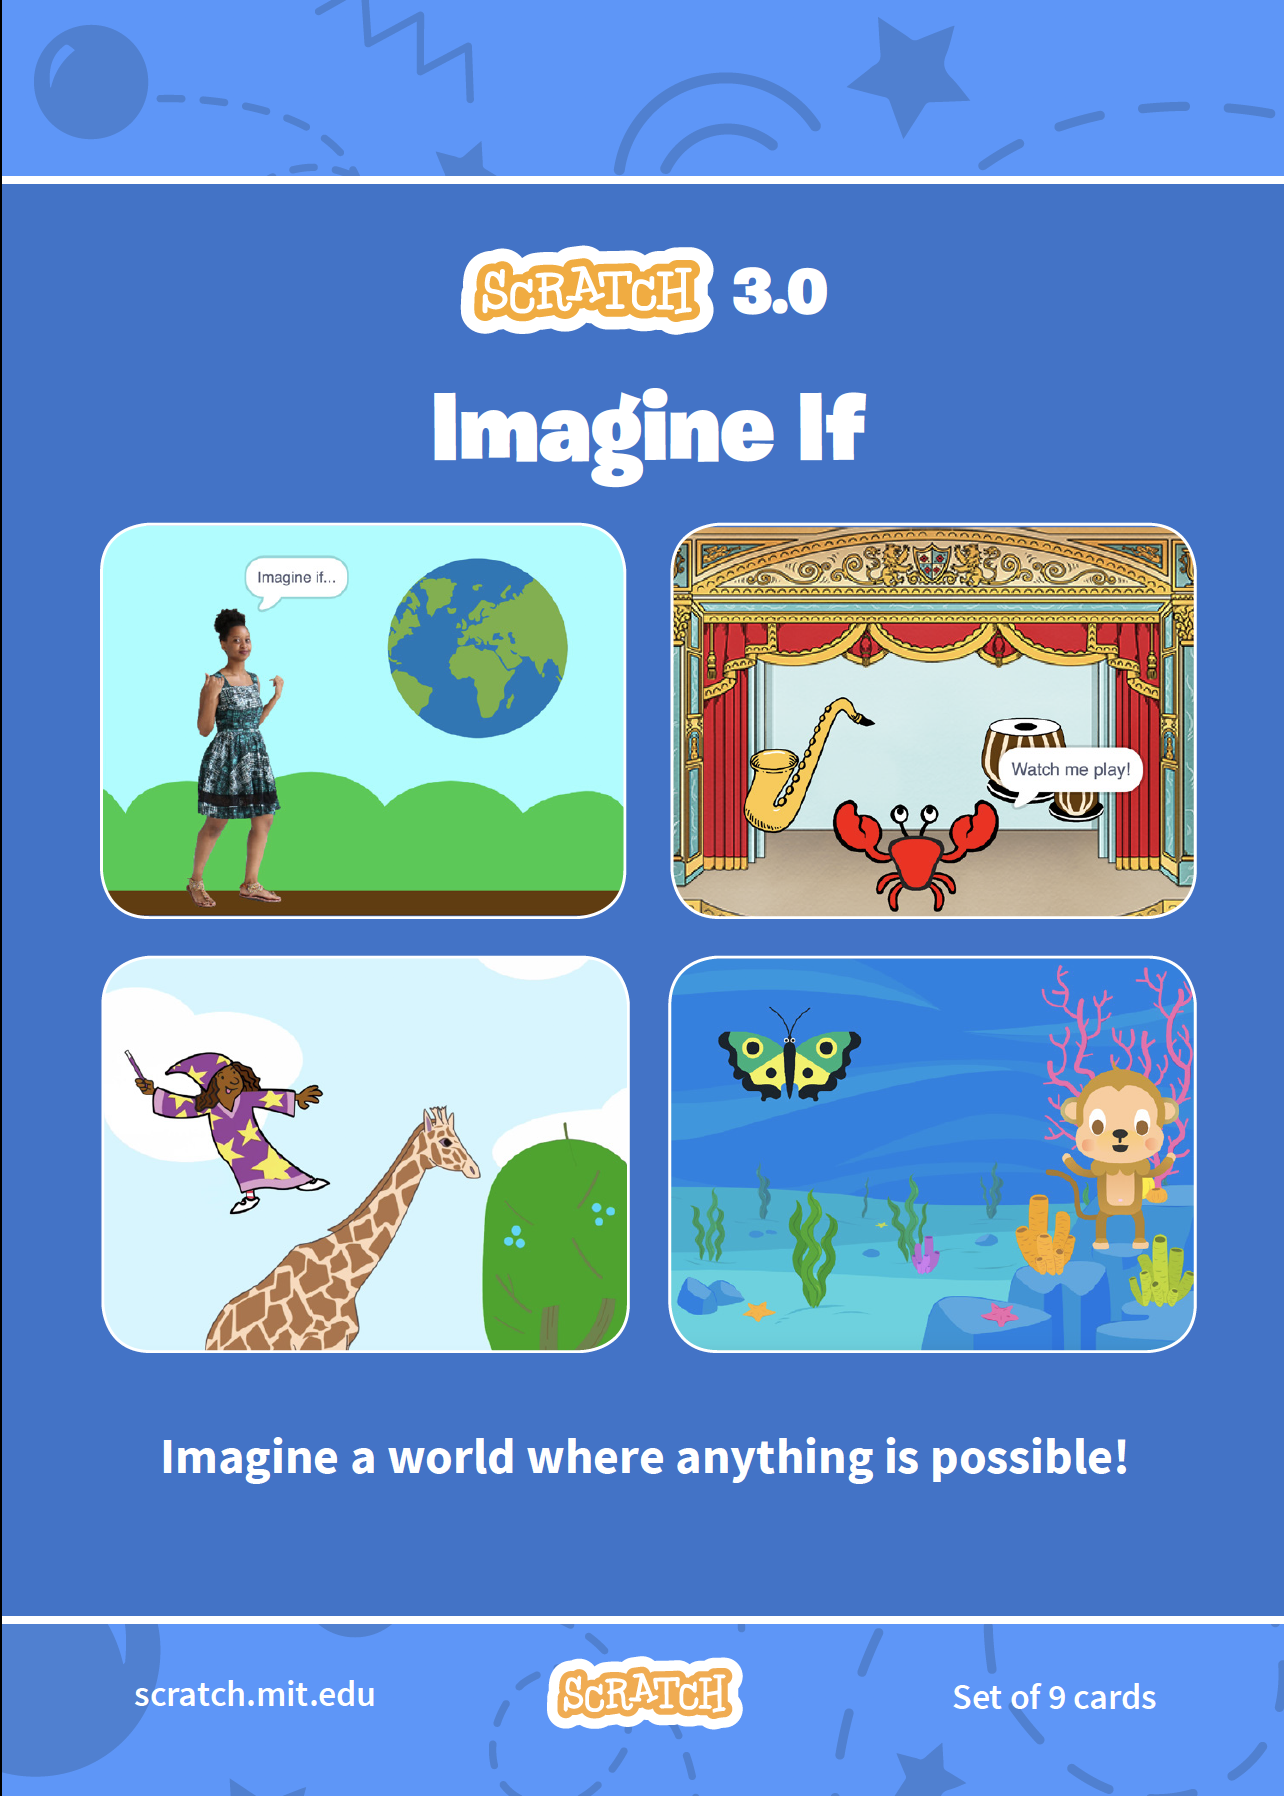 SCRATCH 3.0
Imagine If
Imagine if...
Watch me play!
Imagine a world where anything is possible!
scratch.mit.edu
SCRATCH
Set of 9 cards